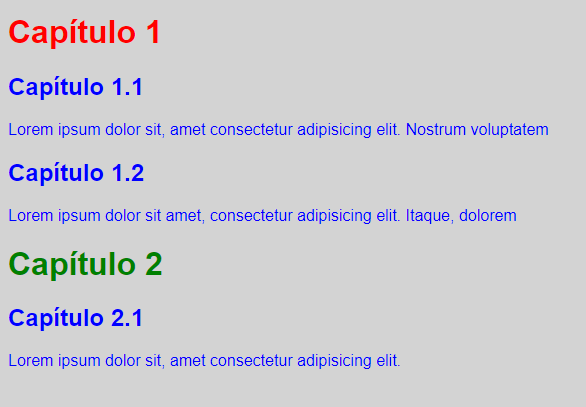 Capítulo 1
Capítulo 1.1
Lorem ipsum dolor sit, amet consectetur adipisicing elit. Nostrum voluptatem
Capítulo 1.2
Lorem ipsum dolor sit amet, consectetur adipisicing elit. Itaque, dolorem
Capítulo 2
Capítulo 2.1
Lorem ipsum dolor sit, amet consectetur adipisicing elit.